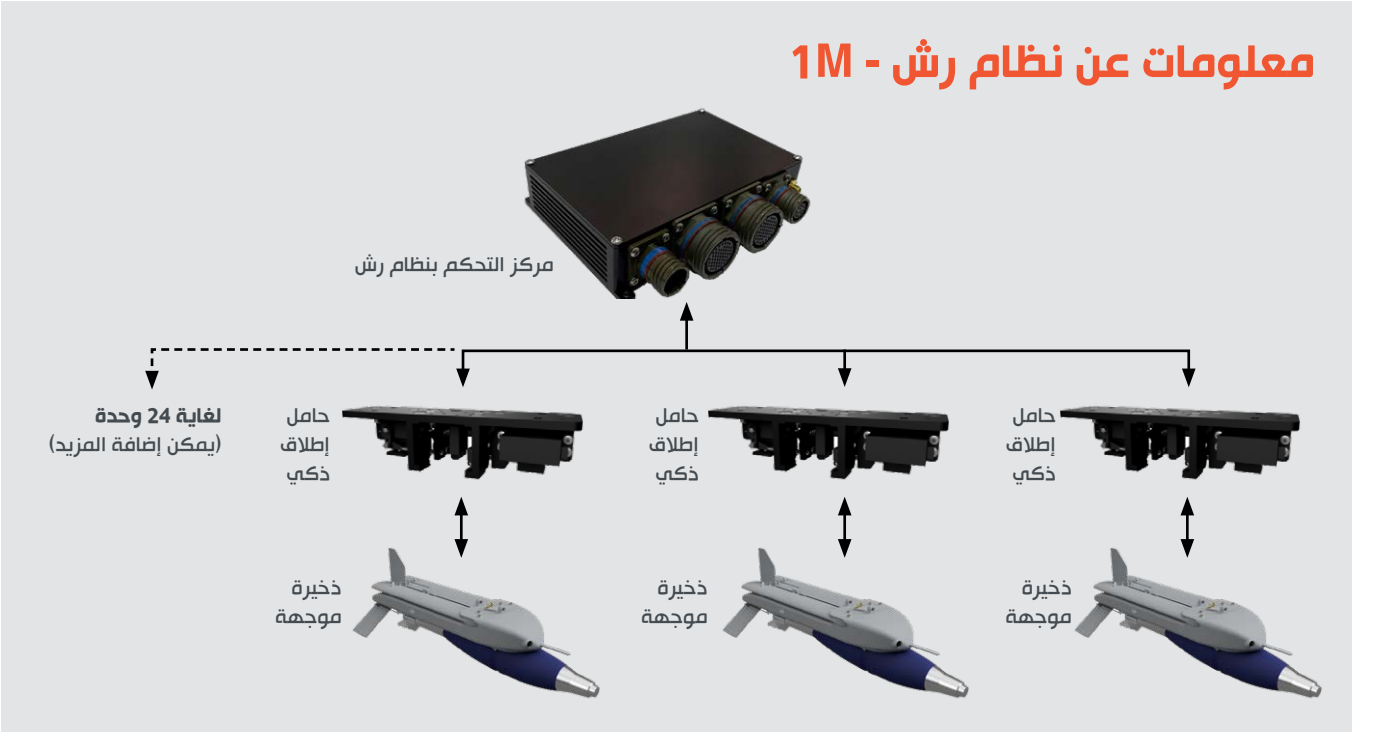 معلومات عن نظام رش - 1M
مركز التحكم بنظام رش
حامل
إطلاق
ذكي
حامل
إطلاق
ذكي
حامل
إطلاق
ذكي
لغاية 24 وحدة
(يمكن إضافة المزيد)
ذخيرة
موجهة
ذخيرة
موجهة
ذخيرة
موجهة